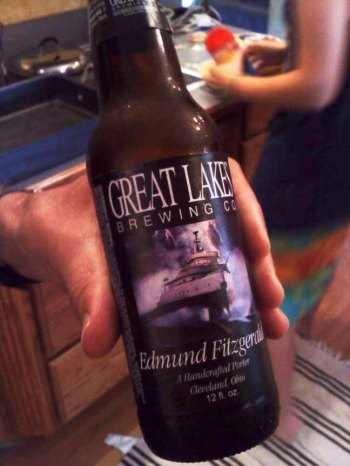 GREAT LAKES
BREWING CO
Edmund Fitzgerald
A Handcrafted Porter
Cleveland, Ohio
12 fl. oz.